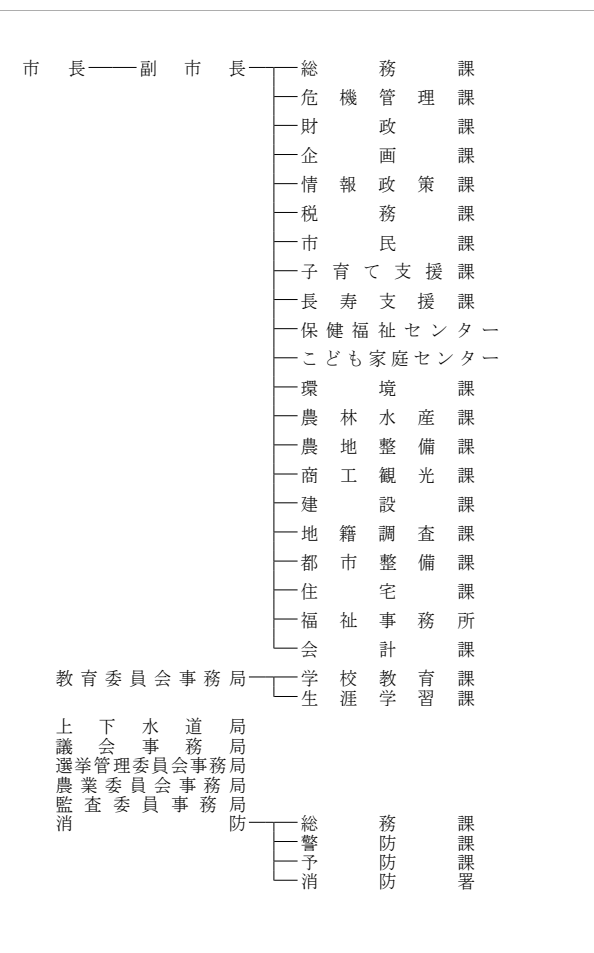 市長 副市長 総務課
危機管理課
財政課
企画課
情報政策課
税務課
市民課
子育て支援課
長寿支援課
保健福祉センター
こども家庭センター
環境課
農林水産課
農地整備課
商工観光課
建設課
地籍調査課
都市整備課
住宅課
福祉事務所
会計課
教育委員会事務局 学校教育課
生涯学習課
上下水道局
議会事務局
選挙管理委員会事務局
農業委員会事務局
監査委員事務局
消防 総務課
警防課
予防課
消防署